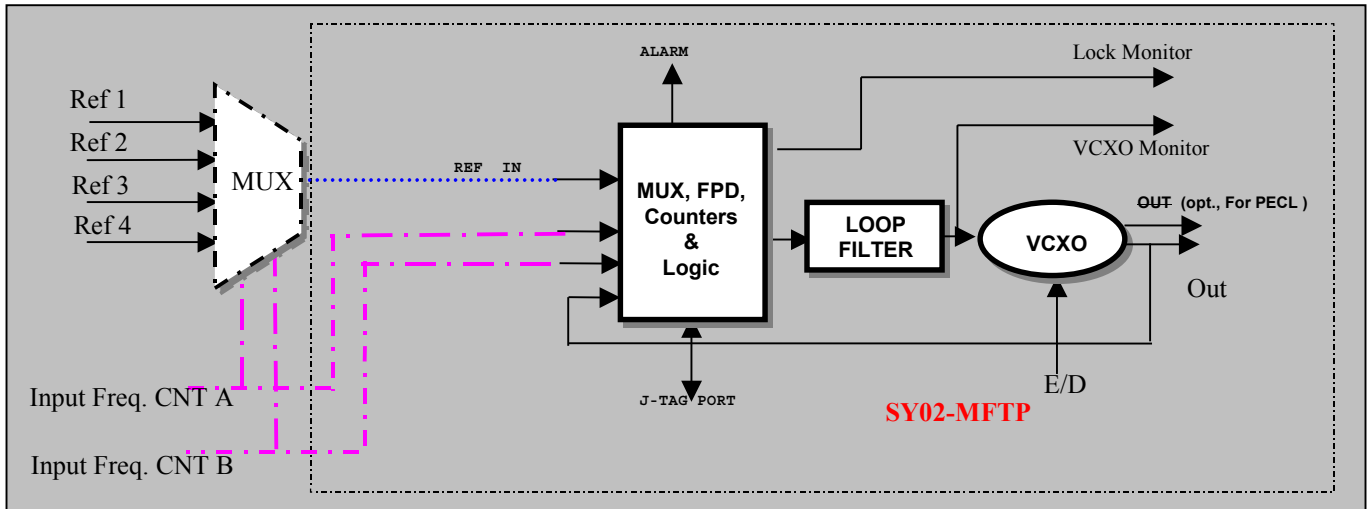 ALARM
Lock Monitor
Ref 1
Ref 2
Ref 3
Ref 4
MUX
REF IN
MUX, FPD,
Counters
&
Logic
LOOP
FILTER
VCXO Monitor
VCXO
OUT (opt., For PECL )
Out
E/D
Input Freq. CNT A
J-TAG PORT
SY02-MFTP
Input Freq. CNT B